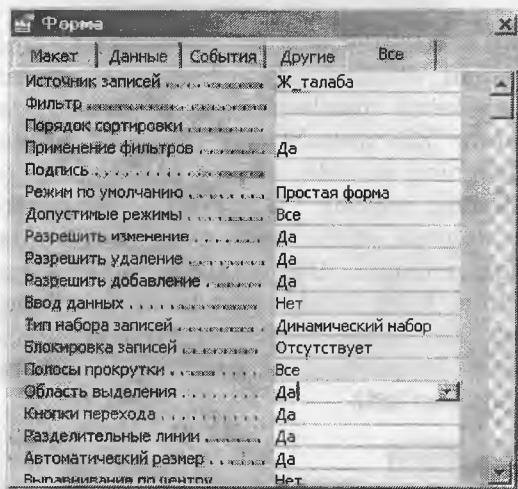 Форма
Макет Данные События Другие Все
Источник записей Ж_талаба
Фильтр
Порядок сортировки
Применение фильтров Да
Подпись
Режим по умолчанию Простая форма
Допустимые режимы Все
Разрешить изменение Да
Разрешить удаление Да
Разрешить добавление Да
Ввод данных Нет
Тип набора записей Динамический набор
Блокировка записей Отсутствует
Полосы прокрутки Все
Область выделения Да
Кнопки перехода Да
Разделительные линии Да
Автоматический размер Да
Выравнивание по центру Нет